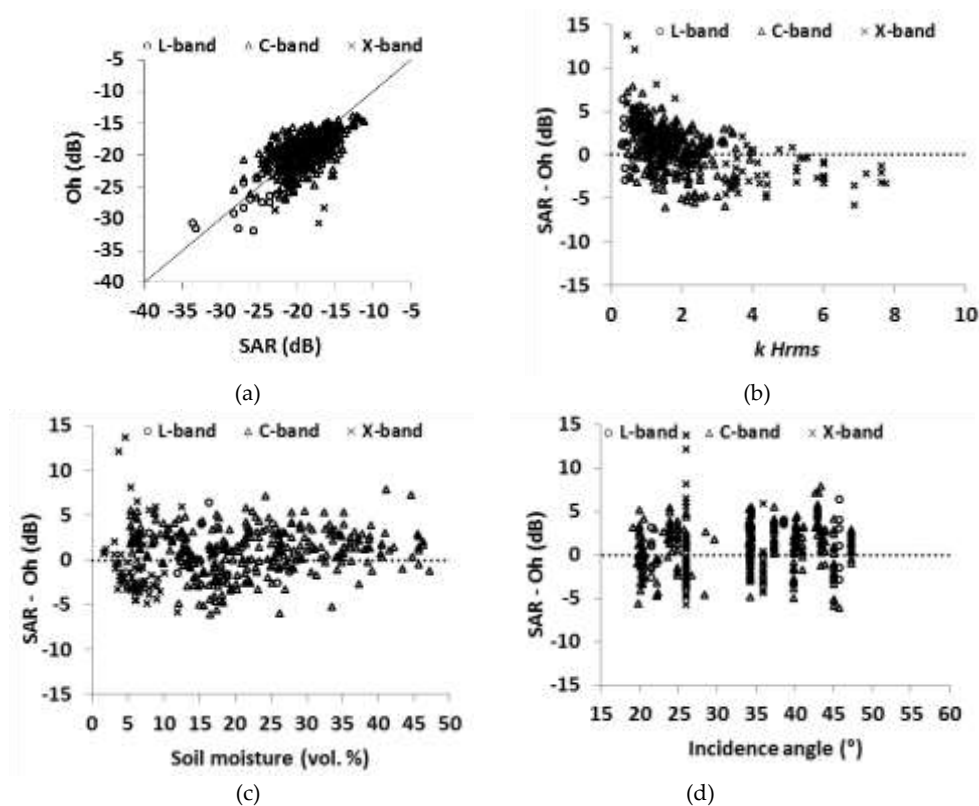 L-band C-band X-band
-5
-10
-15
-20
-25
-30
-35
-40
Oh (dB)
-40 -35 -30 -25 -20 -15 -10 -5
SAR (dB)
(a)
L-band C-band X-band
15
10
5
0
-5
-10
-15
SAR - Oh (dB)
0 2 4 6 8 10
k Hrms
(b)
L-band C-band X-band
15
10
5
0
-5
-10
-15
SAR - Oh (dB)
0 5 10 15 20 25 30 35 40 45 50
Soil moisture (vol. %)
(c)
L-band C-band X-band
15
10
5
0
-5
-10
-15
SAR - Oh (dB)
15 20 25 30 35 40 45 50 55 60
Incidence angle (°)
(d)